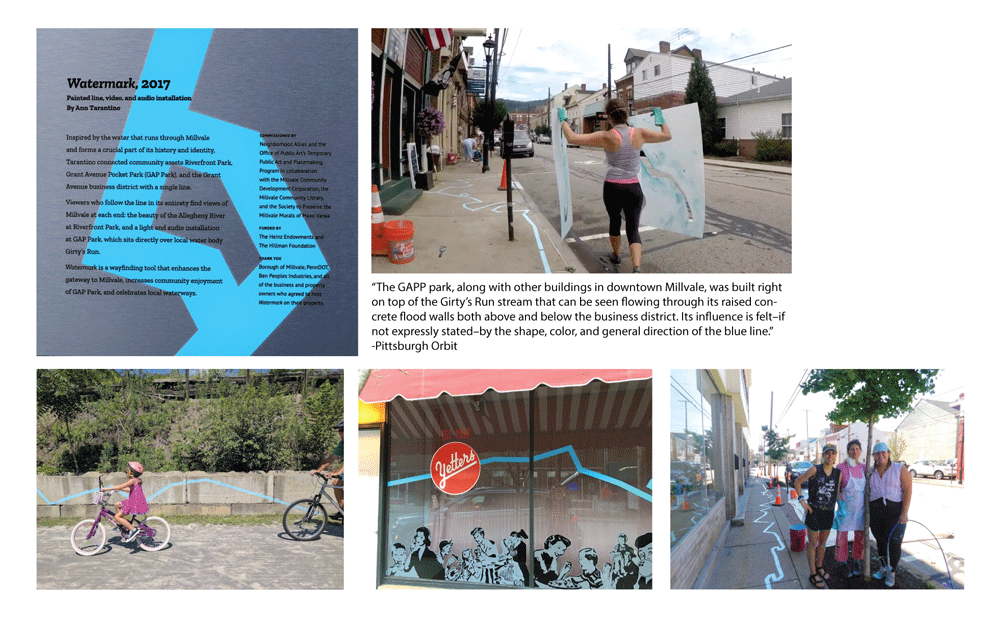 Watermark, 2017
Painted line, video, and audio installation
By Ann Tarantino
Inspired by the water that runs through Millvale
and forms a crucial part of its history and identity,
Tarantino connected community assets Riverfront Park,
Grant Avenue Pocket Park (GAP Park), and the Grant
Avenue business district with a single line.
Viewers who follow the line in its entirety find views of
Millvale at each end: the beauty of the Allegheny River
at Riverfront Park, and a light and audio installation
at GAP Park, which sits directly over local water body
Girty's Run.
Watermark is a wayfinding tool that enhances the
gateway to Millvale, increases community enjoyment
of GAP Park, and celebrates local waterways.
COMMISSIONED BY
Neighborhood Allies and the
Office of Public Art's Temporary
Public Art and Placemaking
Program in collaboration
with the Millvale Community
Development Corporation, the
Millvale Community Library,
and the Society to Preserve the
Millvale Murals of Maxo Vanka
FUNDED BY
The Heinz Endowments and
The Hillman Foundation
THANK YOU
Borough of Millvale, PennDOT,
Ben Peoples Industries, and all
of the business and property
owners who agreed to host
Watermark on their property.
“The GAPP park, along with other buildings in downtown Millvale, was built right
on top of the Girty’s Run stream that can be seen flowing through its raised con-
crete flood walls both above and below the business district. Its influence is felt–if
not expressly stated–by the shape, color, and general direction of the blue line.”
-Pittsburgh Orbit
Yetter's